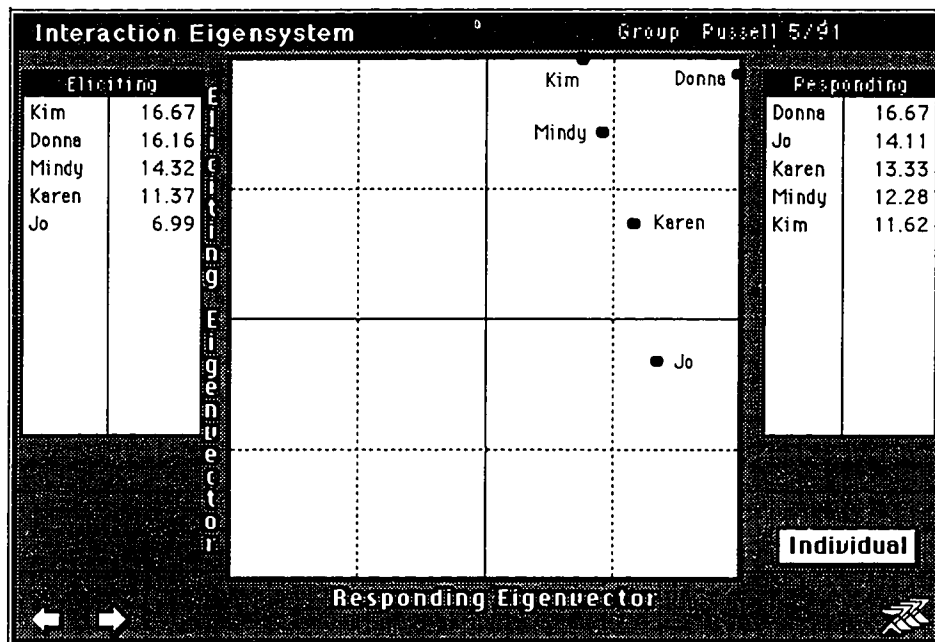 Interaction Eigensystem
Group Russell 5/91
Eliciting
Kim 16.67
Donna 16.16
Mindy 14.32
Karen 11.37
Jo 6.99
Eliciting Eigenvector
Kim
Donna
Mindy
Karen
Jo
Responding
Donna 16.67
Jo 14.11
Karen 13.33
Mindy 12.28
Kim 11.62
Individual
Responding Eigenvector